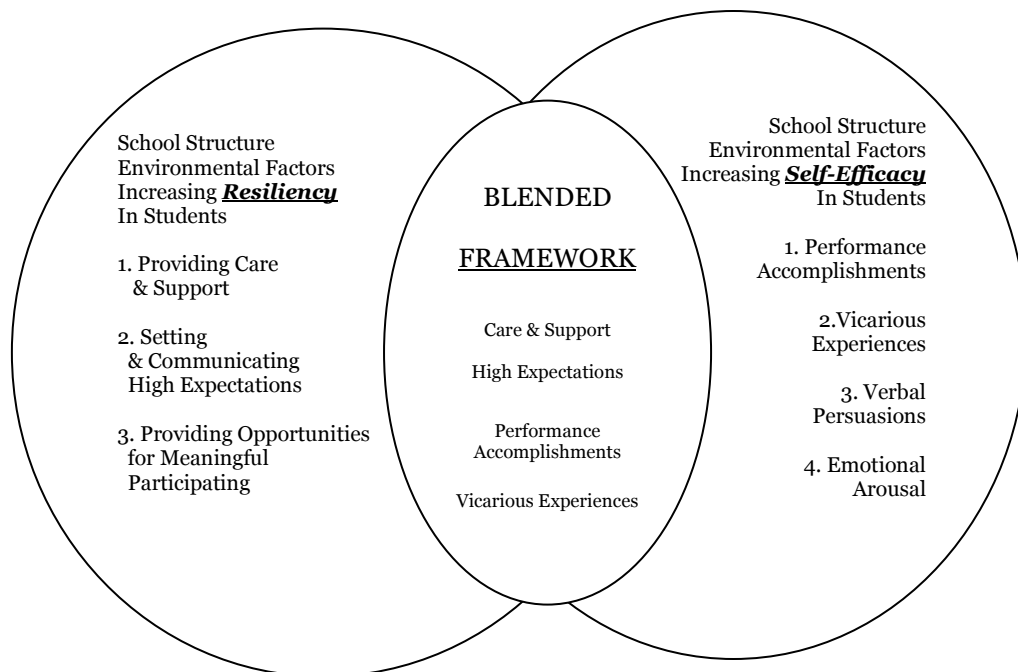 School Structure
Environmental Factors
Increasing Resiliency
In Students
1. Providing Care
& Support
2. Setting
& Communicating
High Expectations
3. Providing Opportunities
for Meaningful
Participating
BLENDED
FRAMEWORK
Care & Support
High Expectations
Performance
Accomplishments
Vicarious Experiences
School Structure
Environmental Factors
Increasing Self-Efficacy
In Students
1. Performance
Accomplishments
2.Vicarious
Experiences
3. Verbal
Persuasions
4. Emotional
Arousal